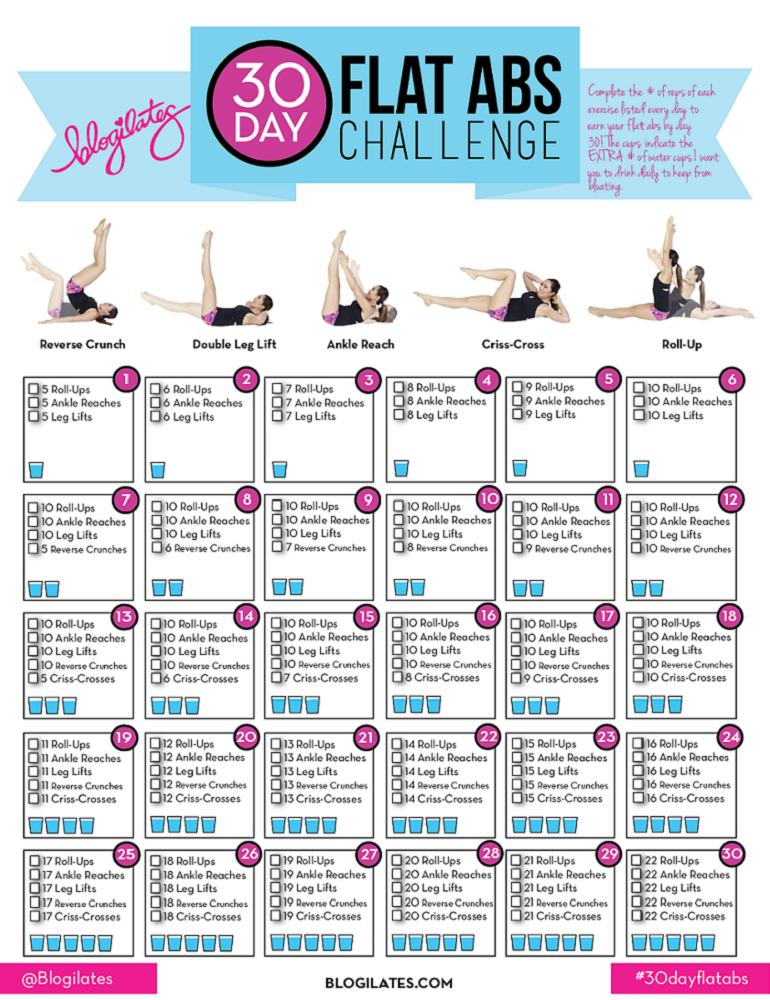 blogilates
30
DAY
FLAT ABS
CHALLENGE
Complete the # of reps of each
exercise listed every day to
earn your flat abs by day
30! The cups indicate the
EXTRA # of water cups I want
you to drink daily to keep from
bloating.
Reverse Crunch
Double Leg Lift
Ankle Reach
Criss-Cross
Roll-Up
1
5 Roll-Ups
5 Ankle Reaches
5 Leg Lifts
2
6 Roll-Ups
6 Ankle Reaches
6 Leg Lifts
3
7 Roll-Ups
7 Ankle Reaches
7 Leg Lifts
4
8 Roll-Ups
8 Ankle Reaches
8 Leg Lifts
5
9 Roll-Ups
9 Ankle Reaches
9 Leg Lifts
6
10 Roll-Ups
10 Ankle Reaches
10 Leg Lifts
7
10 Roll-Ups
10 Ankle Reaches
10 Leg Lifts
5 Reverse Crunches
8
10 Roll-Ups
10 Ankle Reaches
10 Leg Lifts
6 Reverse Crunches
9
10 Roll-Ups
10 Ankle Reaches
10 Leg Lifts
7 Reverse Crunches
10
10 Roll-Ups
10 Ankle Reaches
10 Leg Lifts
8 Reverse Crunches
11
10 Roll-Ups
10 Ankle Reaches
10 Leg Lifts
9 Reverse Crunches
12
10 Roll-Ups
10 Ankle Reaches
10 Leg Lifts
10 Reverse Crunches
13
10 Roll-Ups
10 Ankle Reaches
10 Leg Lifts
10 Reverse Crunches
5 Criss-Crosses
14
10 Roll-Ups
10 Ankle Reaches
10 Leg Lifts
10 Reverse Crunches
6 Criss-Crosses
15
10 Roll-Ups
10 Ankle Reaches
10 Leg Lifts
10 Reverse Crunches
7 Criss-Crosses
16
10 Roll-Ups
10 Ankle Reaches
10 Leg Lifts
10 Reverse Crunches
8 Criss-Crosses
17
10 Roll-Ups
10 Ankle Reaches
10 Leg Lifts
10 Reverse Crunches
9 Criss-Crosses
18
10 Roll-Ups
10 Ankle Reaches
10 Leg Lifts
10 Reverse Crunches
10 Criss-Crosses
19
11 Roll-Ups
11 Ankle Reaches
11 Leg Lifts
11 Reverse Crunches
11 Criss-Crosses
20
12 Roll-Ups
12 Ankle Reaches
12 Leg Lifts
12 Reverse Crunches
12 Criss-Crosses
21
13 Roll-Ups
13 Ankle Reaches
13 Leg Lifts
13 Reverse Crunches
13 Criss-Crosses
22
14 Roll-Ups
14 Ankle Reaches
14 Leg Lifts
14 Reverse Crunches
14 Criss-Crosses
23
15 Roll-Ups
15 Ankle Reaches
15 Leg Lifts
15 Reverse Crunches
15 Criss-Crosses
24
16 Roll-Ups
16 Ankle Reaches
16 Leg Lifts
16 Reverse Crunches
16 Criss-Crosses
25
17 Roll-Ups
17 Ankle Reaches
17 Leg Lifts
17 Reverse Crunches
17 Criss-Crosses
26
18 Roll-Ups
18 Ankle Reaches
18 Leg Lifts
18 Reverse Crunches
18 Criss-Crosses
27
19 Roll-Ups
19 Ankle Reaches
19 Leg Lifts
19 Reverse Crunches
19 Criss-Crosses
28
20 Roll-Ups
20 Ankle Reaches
20 Leg Lifts
20 Reverse Crunches
20 Criss-Crosses
29
21 Roll-Ups
21 Ankle Reaches
21 Leg Lifts
21 Reverse Crunches
21 Criss-Crosses
30
22 Roll-Ups
22 Ankle Reaches
22 Leg Lifts
22 Reverse Crunches
22 Criss-Crosses
@Blogilates
BLOGILATES.COM
#30dayflatabs